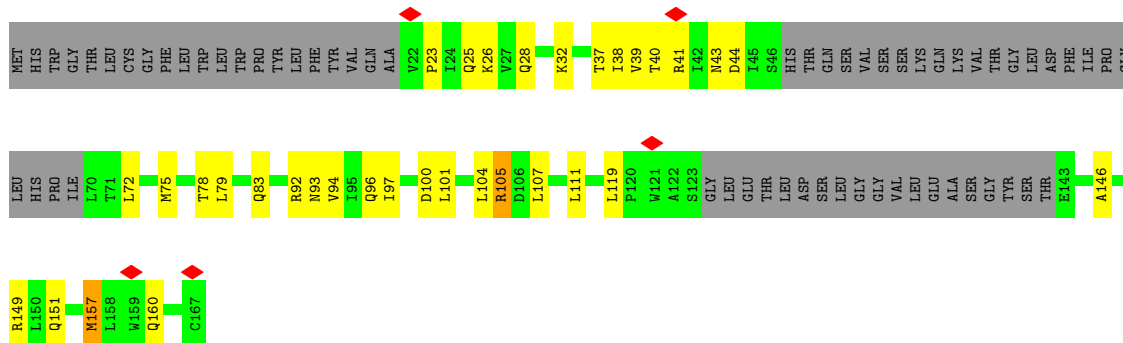 MET HIS TRP GLY THR LEU CYS GLY PHE LEU TRP LEU TRP PRO TYR LEU PHE TYR VAL GLN ALA V22 P23 I24 Q25 K26 V27 Q28 K32 T37 I38 V39 T40 R41 I42 N43 D44 I45 S46 HIS THR GLN SER VAL SER SER LYS GLN LYS VAL THR GLY LEU ASP PHE ILE PRO
LEU HIS PRO ILE L70 T71 L72 M75 T78 L79 Q83 R92 N93 V94 I95 Q96 I97 D100 L101 L104 R105 D106 L107 L111 L119 P120 W121 A122 S123 GLY LEU GLU THR LEU ASP SER LEU GLY GLY VAL LEU GLU ALA SER GLY TYR SER THR E143 A146
R149 L150 Q151 M157 L158 W159 Q160 C167